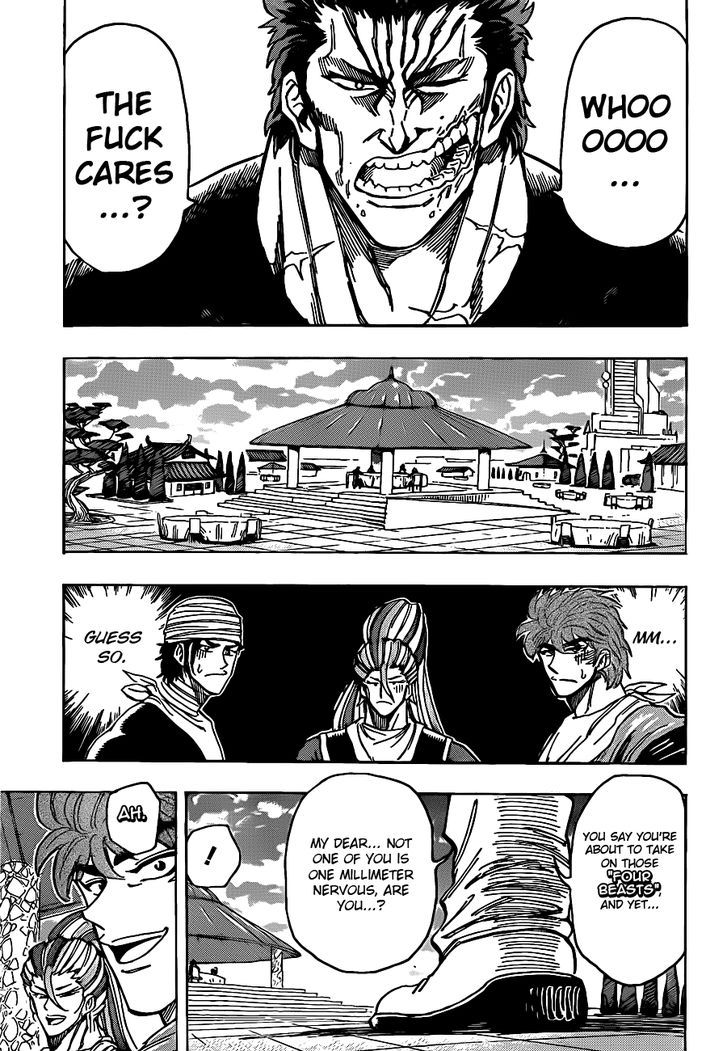 WHOO
OOOO
...
THE
FUCK
CARES
...?
MM...
GUESS
SO.
YOU SAY YOU'RE
ABOUT TO TAKE
ON THOSE
"FOUR
BEASTS",
AND YET...
MY DEAR... NOT
ONE OF YOU IS
ONE MILLIMETER
NERVOUS, ARE
YOU...?
!
AH.